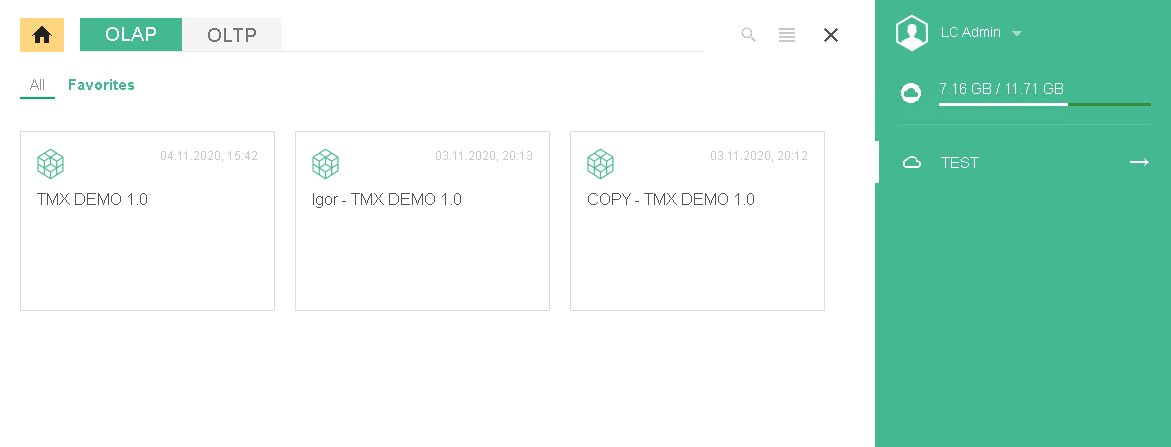 OLAP
OLTP
LC Admin
All
Favorites
7.16 GB / 11.71 GB
04.11.2020, 15:42
TMX DEMO 1.0
03.11.2020, 20:13
Igor - TMX DEMO 1.0
03.11.2020, 20:12
COPY - TMX DEMO 1.0
TEST